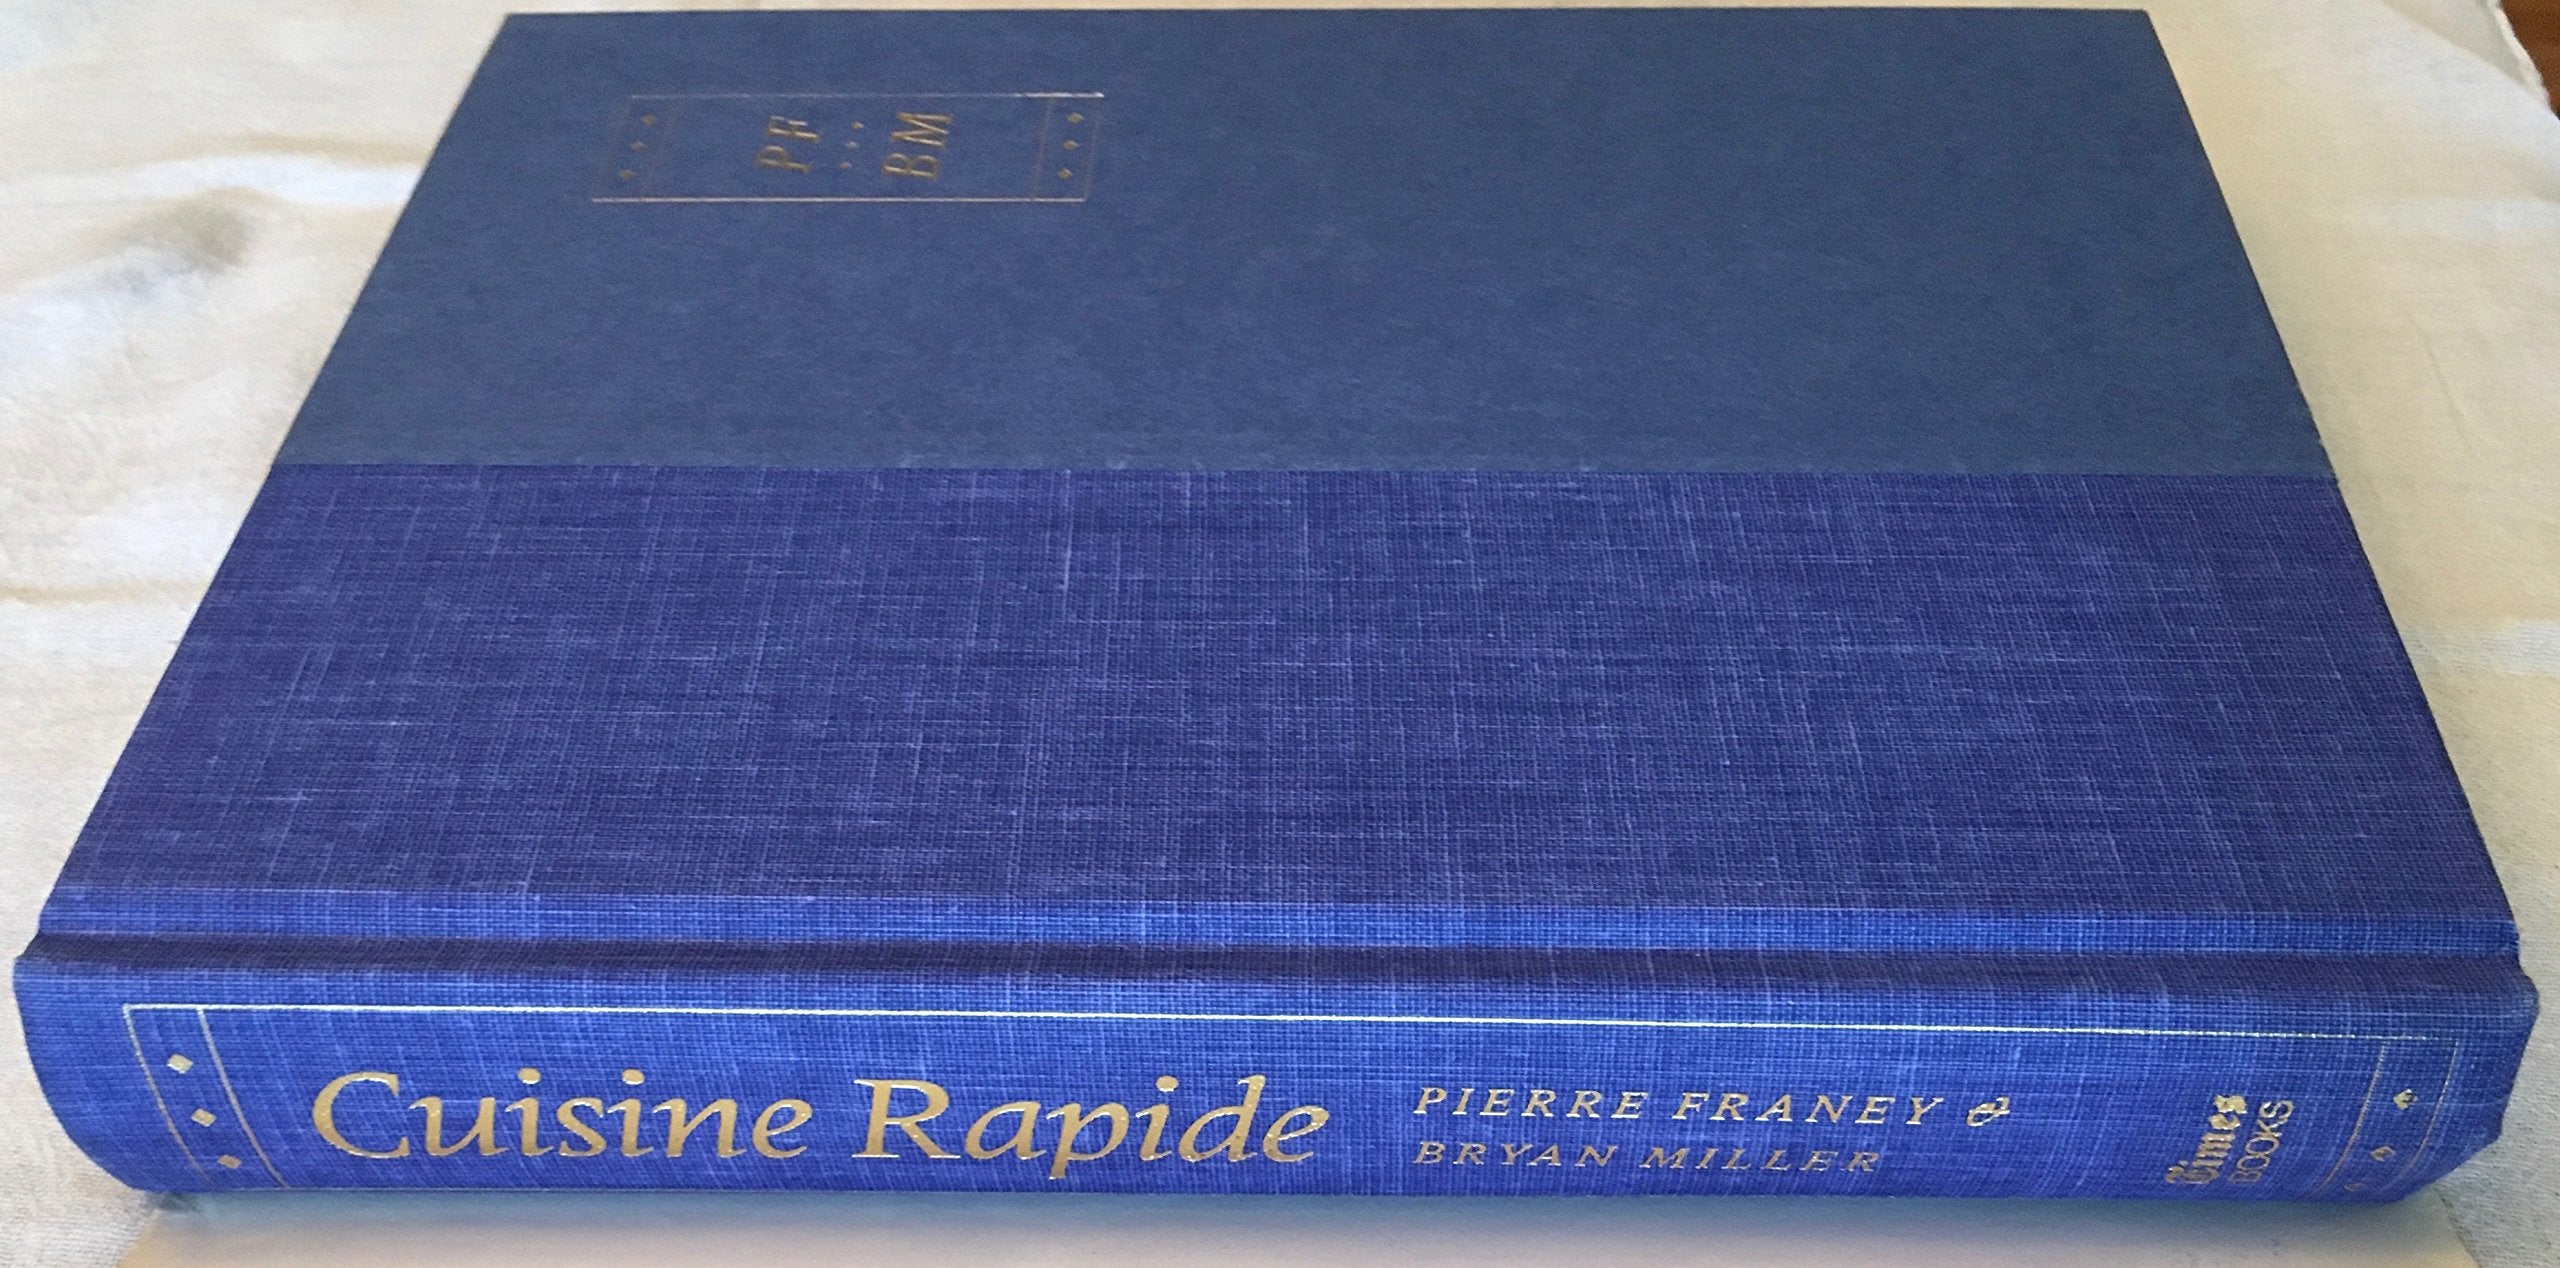 PF
BM
Cuisine Rapide
PIERRE FRANEY &
BRYAN MILLER
Times
BOOKS